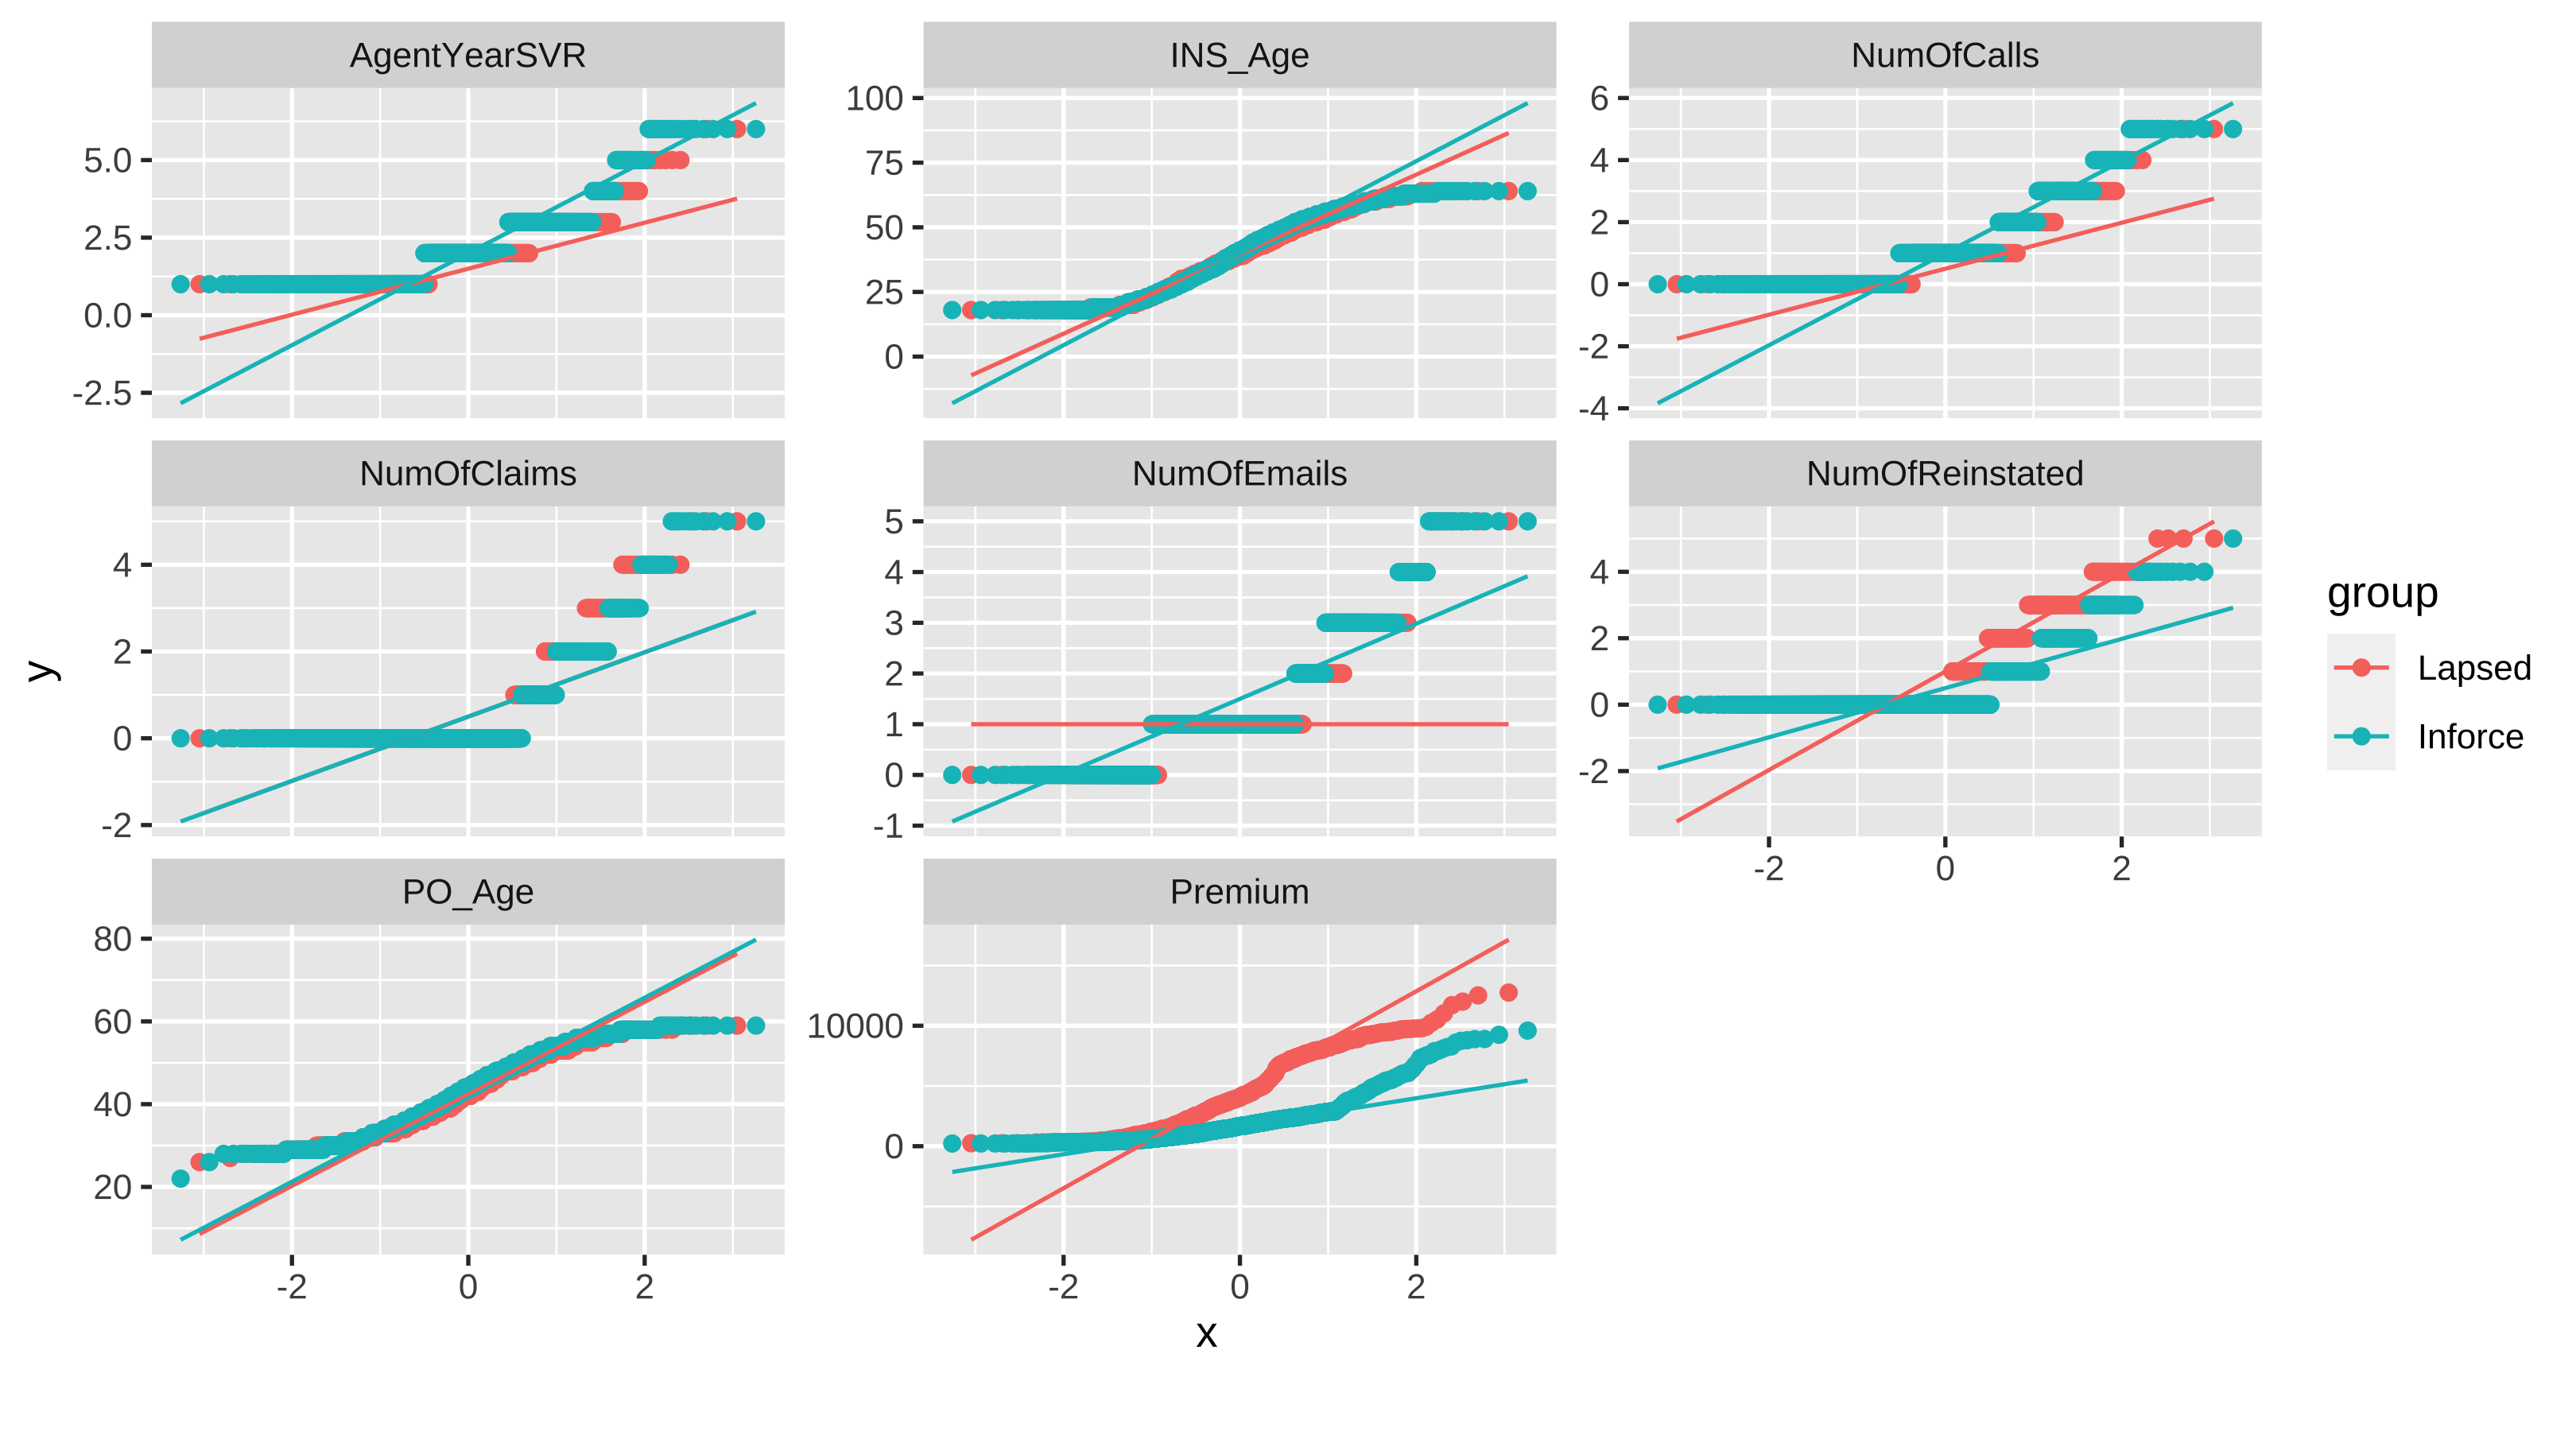 AgentYearSVR
INS_Age
NumOfCalls
5.0
2.5
0.0
-2.5
100
75
50
25
0
6
4
2
0
-2
-4
NumOfClaims
NumOfEmails
NumOfReinstated
4
2
0
-2
5
4
3
2
1
0
-1
4
2
0
-2
-2 0 2
PO_Age
Premium
80
60
40
20
10000
0
-2 0 2
-2 0 2
x
y
group
Lapsed
Inforce